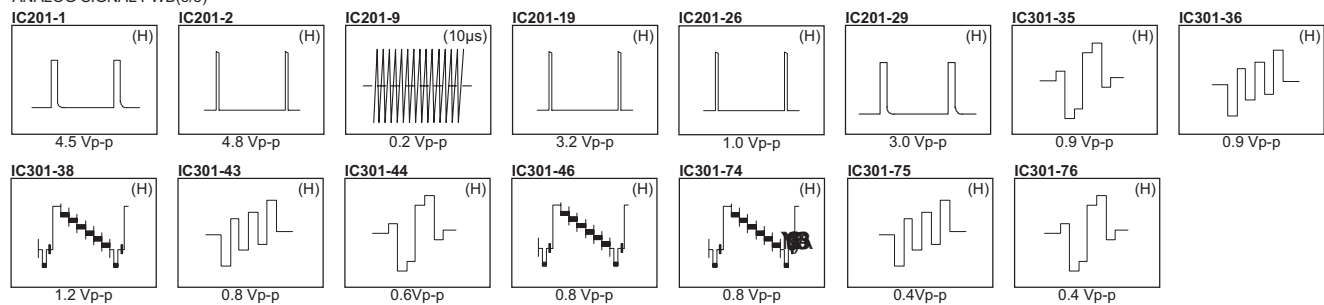 IC201-1 IC201-2 IC201-9 IC201-19 IC201-26 IC201-29 IC301-35 IC301-36
(H) (H) (10μs) (H) (H) (H) (H) (H)
4.5 Vp-p 4.8 Vp-p 0.2 Vp-p 3.2 Vp-p 1.0 Vp-p 3.0 Vp-p 0.9 Vp-p 0.9 Vp-p
IC301-38 IC301-43 IC301-44 IC301-46 IC301-74 IC301-75 IC301-76
(H) (H) (H) (H) (H) (H) (H)
1.2 Vp-p 0.8 Vp-p 0.6Vp-p 0.8 Vp-p 0.8 Vp-p 0.4Vp-p 0.4 Vp-p